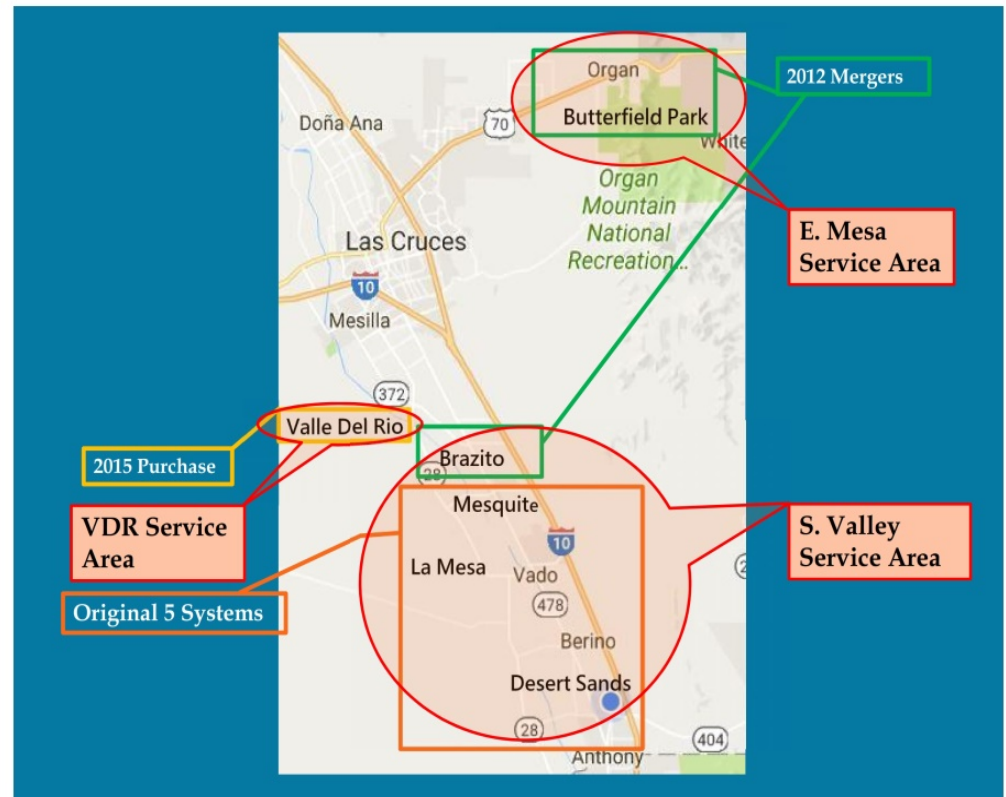 Organ
2012 Mergers
Doña Ana
70
Butterfield Park
White
Organ
Mountain
National
Recreation...
E. Mesa
Service Area
Las Cruces
10
Mesilla
372
Valle Del Rio
2015 Purchase
28
Brazito
VDR Service
Area
Mesquite
S. Valley
Service Area
10
La Mesa
Vado
2
478
Original 5 Systems
Berino
Desert Sands
28
404
Anthony